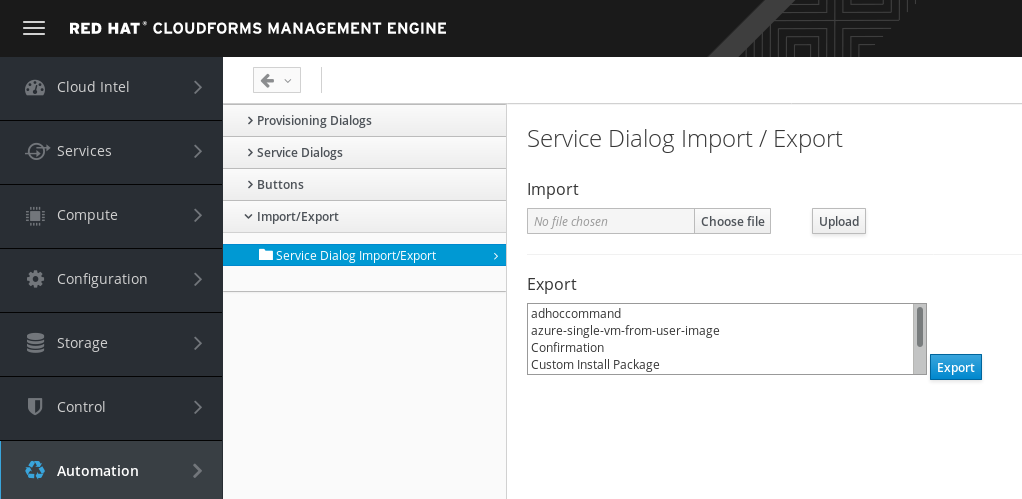 RED HAT® CLOUDFORMS MANAGEMENT ENGINE
Cloud Intel
Services
Compute
Configuration
Storage
Control
Automation
Provisioning Dialogs
Service Dialogs
Buttons
Import/Export
Service Dialog Import/Export
Service Dialog Import / Export
Import
No file chosen Choose file Upload
Export
adhoccommand
azure-single-vm-from-user-image
Confirmation
Custom Install Package
Export